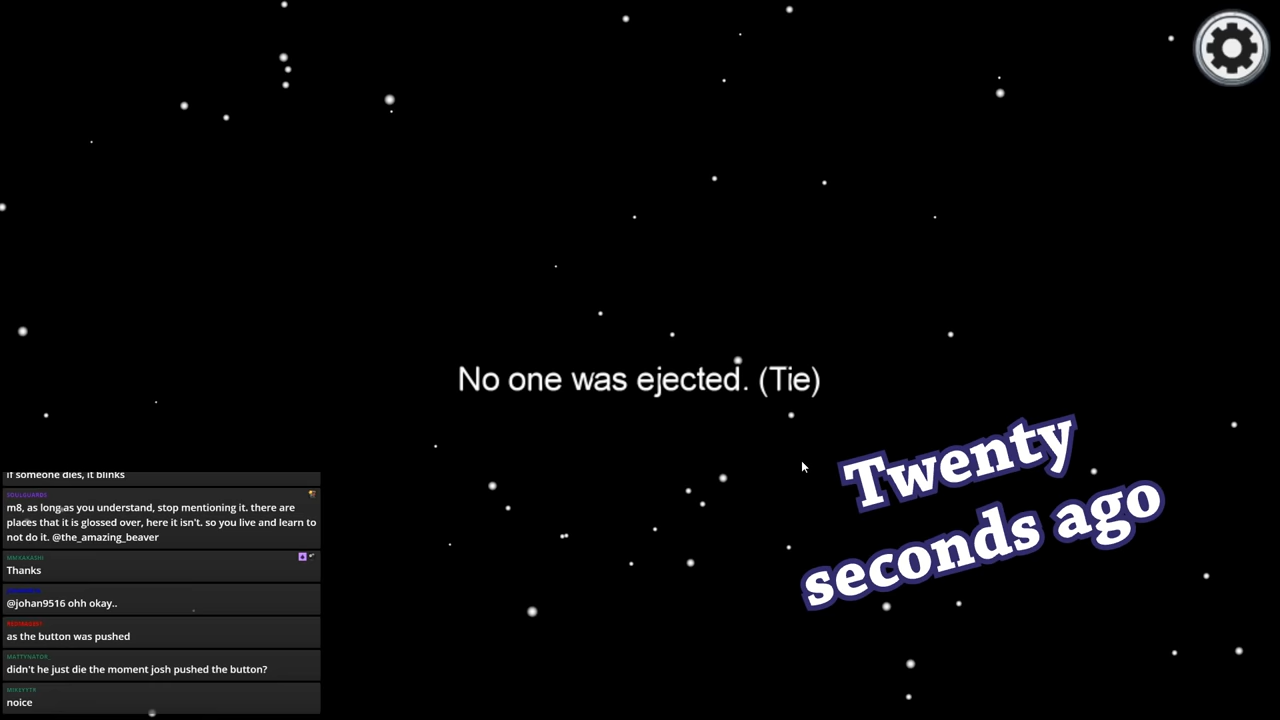 No one was ejected. (Tie)
Twenty
seconds ago
if someone dies, it blinks
SOULGUARDE
m8, as long as you understand, stop mentioning it. there are
places that it is glossed over, here it isn't. so you live and learn to
not do it. @the_amazing_beaver
Thanks
@johan9516 ohh okay..
as the button was pushed
MATTYNATOR_
didn't he just die the moment josh pushed the button?
MIKEYYTR
noice